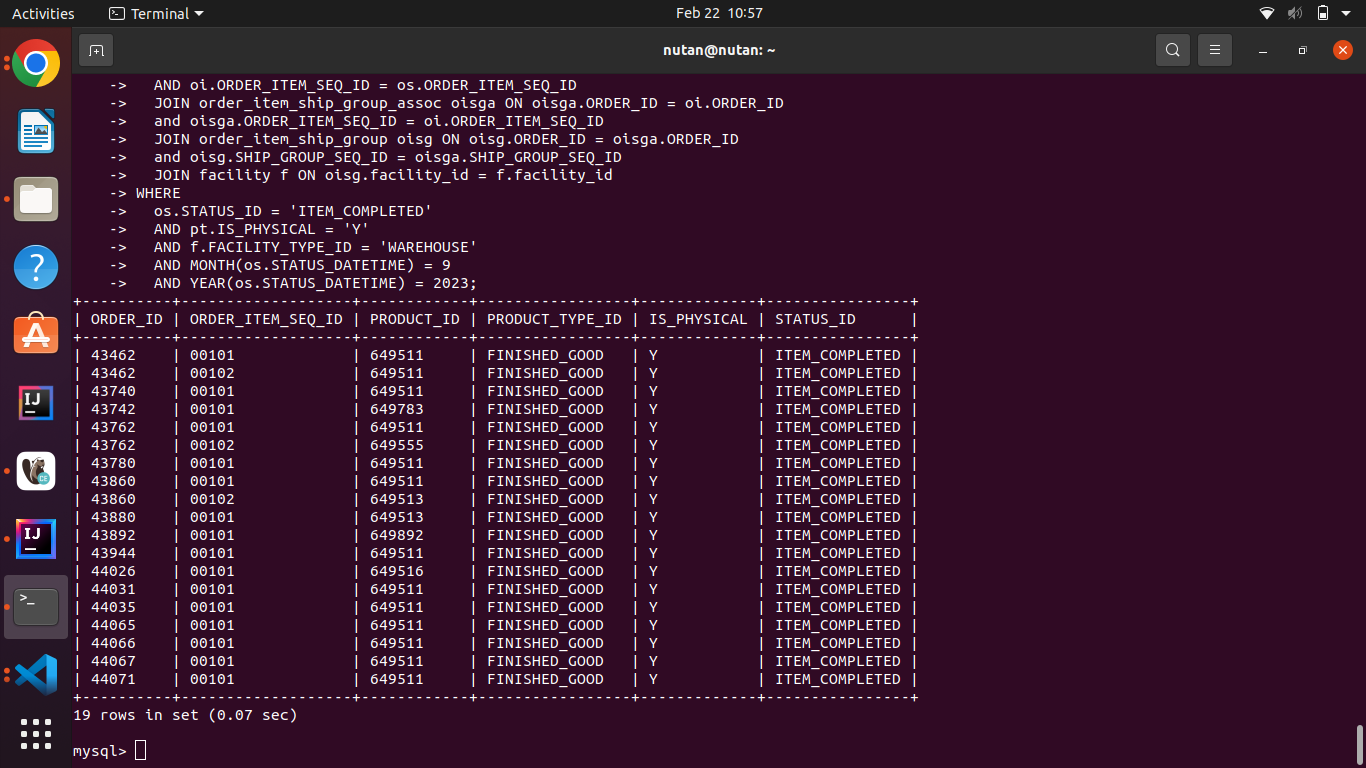 Activities Terminal Feb 22 10:57
nutan@nutan: ~
    ->   AND oi.ORDER_ITEM_SEQ_ID = os.ORDER_ITEM_SEQ_ID
    ->   JOIN order_item_ship_group_assoc oisga ON oisga.ORDER_ID = oi.ORDER_ID
    ->   and oisga.ORDER_ITEM_SEQ_ID = oi.ORDER_ITEM_SEQ_ID
    ->   JOIN order_item_ship_group oisg ON oisg.ORDER_ID = oisga.ORDER_ID
    ->   and oisg.SHIP_GROUP_SEQ_ID = oisga.SHIP_GROUP_SEQ_ID
    ->   JOIN facility f ON oisg.facility_id = f.facility_id
    -> WHERE
    ->   os.STATUS_ID = 'ITEM_COMPLETED'
    ->   AND pt.IS_PHYSICAL = 'Y'
    ->   AND f.FACILITY_TYPE_ID = 'WAREHOUSE'
    ->   AND MONTH(os.STATUS_DATETIME) = 9
    ->   AND YEAR(os.STATUS_DATETIME) = 2023;
+----------+-------------------+------------+-----------------+-------------+----------------+
| ORDER_ID | ORDER_ITEM_SEQ_ID | PRODUCT_ID | PRODUCT_TYPE_ID | IS_PHYSICAL | STATUS_ID      |
+----------+-------------------+------------+-----------------+-------------+----------------+
| 43462    | 00101             | 649511     | FINISHED_GOOD   | Y           | ITEM_COMPLETED |
| 43462    | 00102             | 649511     | FINISHED_GOOD   | Y           | ITEM_COMPLETED |
| 43740    | 00101             | 649511     | FINISHED_GOOD   | Y           | ITEM_COMPLETED |
| 43742    | 00101             | 649783     | FINISHED_GOOD   | Y           | ITEM_COMPLETED |
| 43762    | 00101             | 649511     | FINISHED_GOOD   | Y           | ITEM_COMPLETED |
| 43762    | 00102             | 649555     | FINISHED_GOOD   | Y           | ITEM_COMPLETED |
| 43780    | 00101             | 649511     | FINISHED_GOOD   | Y           | ITEM_COMPLETED |
| 43860    | 00101             | 649511     | FINISHED_GOOD   | Y           | ITEM_COMPLETED |
| 43860    | 00102             | 649513     | FINISHED_GOOD   | Y           | ITEM_COMPLETED |
| 43880    | 00101             | 649513     | FINISHED_GOOD   | Y           | ITEM_COMPLETED |
| 43892    | 00101             | 649892     | FINISHED_GOOD   | Y           | ITEM_COMPLETED |
| 43944    | 00101             | 649511     | FINISHED_GOOD   | Y           | ITEM_COMPLETED |
| 44026    | 00101             | 649516     | FINISHED_GOOD   | Y           | ITEM_COMPLETED |
| 44031    | 00101             | 649511     | FINISHED_GOOD   | Y           | ITEM_COMPLETED |
| 44035    | 00101             | 649511     | FINISHED_GOOD   | Y           | ITEM_COMPLETED |
| 44065    | 00101             | 649511     | FINISHED_GOOD   | Y           | ITEM_COMPLETED |
| 44066    | 00101             | 649511     | FINISHED_GOOD   | Y           | ITEM_COMPLETED |
| 44067    | 00101             | 649511     | FINISHED_GOOD   | Y           | ITEM_COMPLETED |
| 44071    | 00101             | 649511     | FINISHED_GOOD   | Y           | ITEM_COMPLETED |
+----------+-------------------+------------+-----------------+-------------+----------------+
19 rows in set (0.07 sec)
mysql>